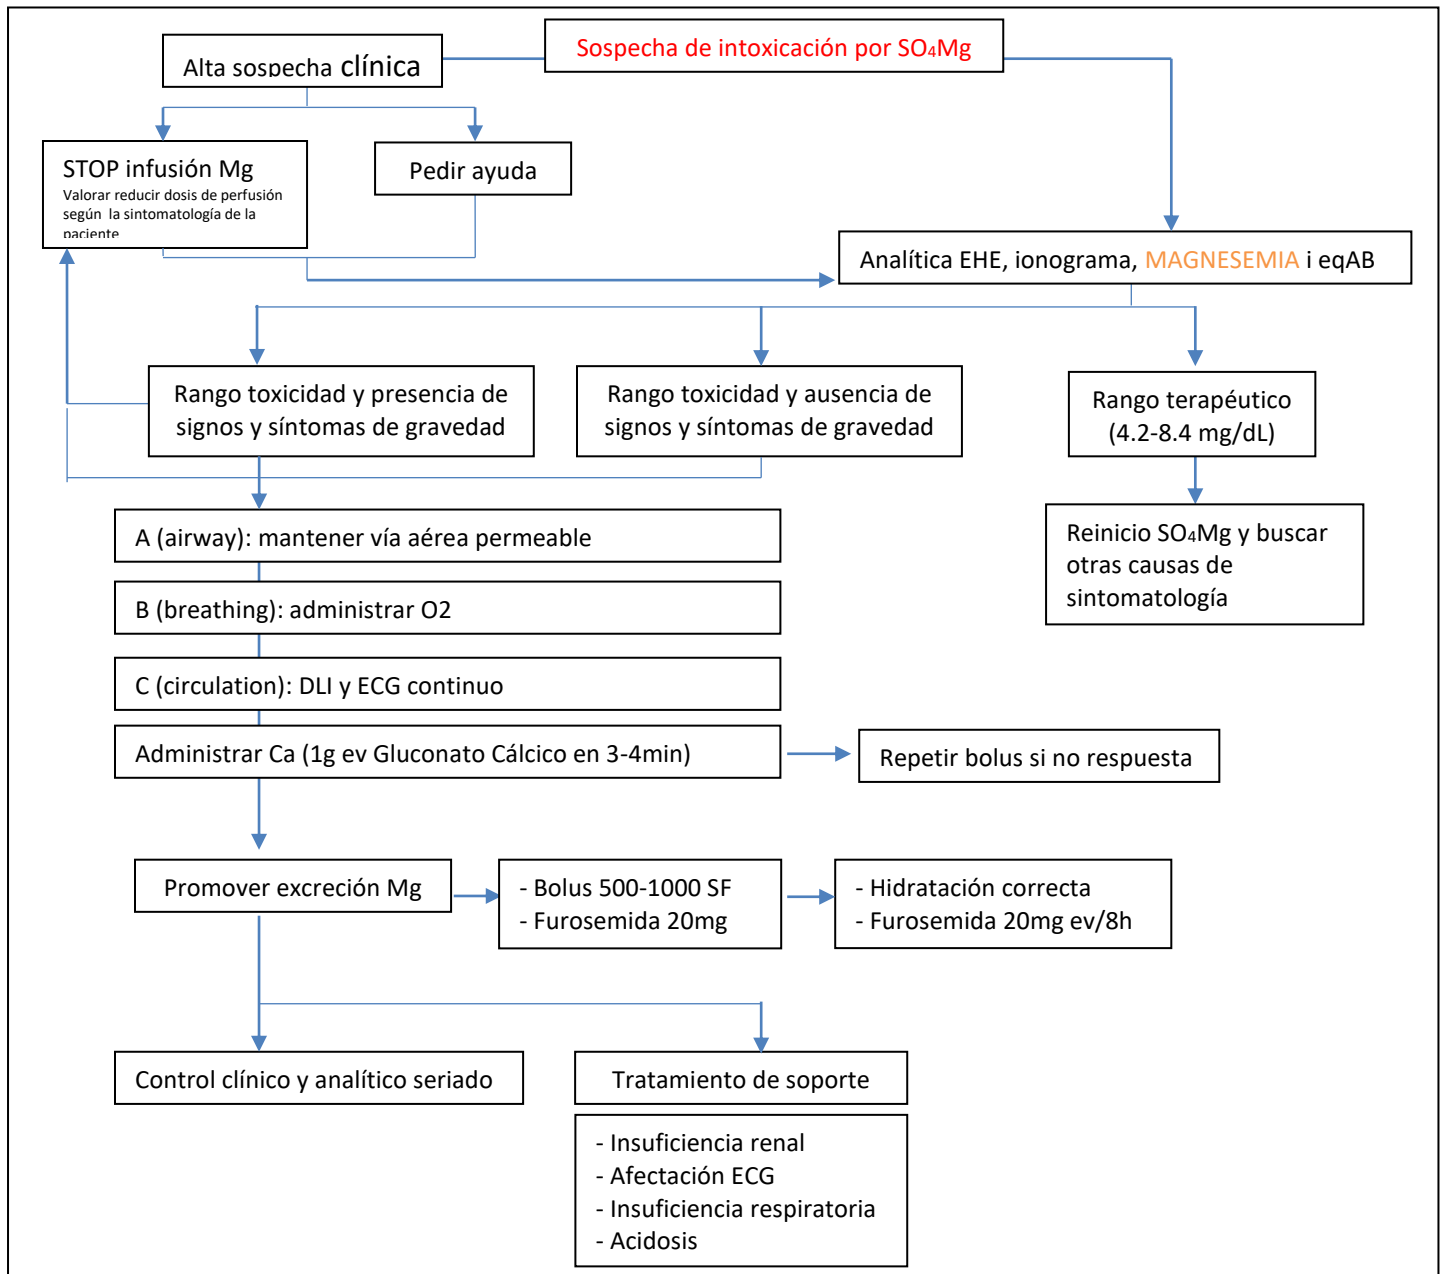 Sospecha de intoxicación por SO₄Mg
Alta sospecha clínica
STOP infusión Mg
Valorar reducir dosis de perfusión
según la sintomatología de la
paciente
Pedir ayuda
Analítica EHE, ionograma, MAGNESEMIA i eqAB
Rango toxicidad y presencia de
signos y síntomas de gravedad
Rango toxicidad y ausencia de
signos y síntomas de gravedad
Rango terapéutico
(4.2-8.4 mg/dL)
Reinicio SO₄Mg y buscar
otras causas de
sintomatología
A (airway): mantener vía aérea permeable
B (breathing): administrar O2
C (circulation): DLI y ECG continuo
Administrar Ca (1g ev Gluconato Cálcico en 3-4min)
Repetir bolus si no respuesta
Promover excreción Mg
- Bolus 500-1000 SF
- Furosemida 20mg
- Hidratación correcta
- Furosemida 20mg ev/8h
Control clínico y analítico seriado
Tratamiento de soporte
- Insuficiencia renal
- Afectación ECG
- Insuficiencia respiratoria
- Acidosis